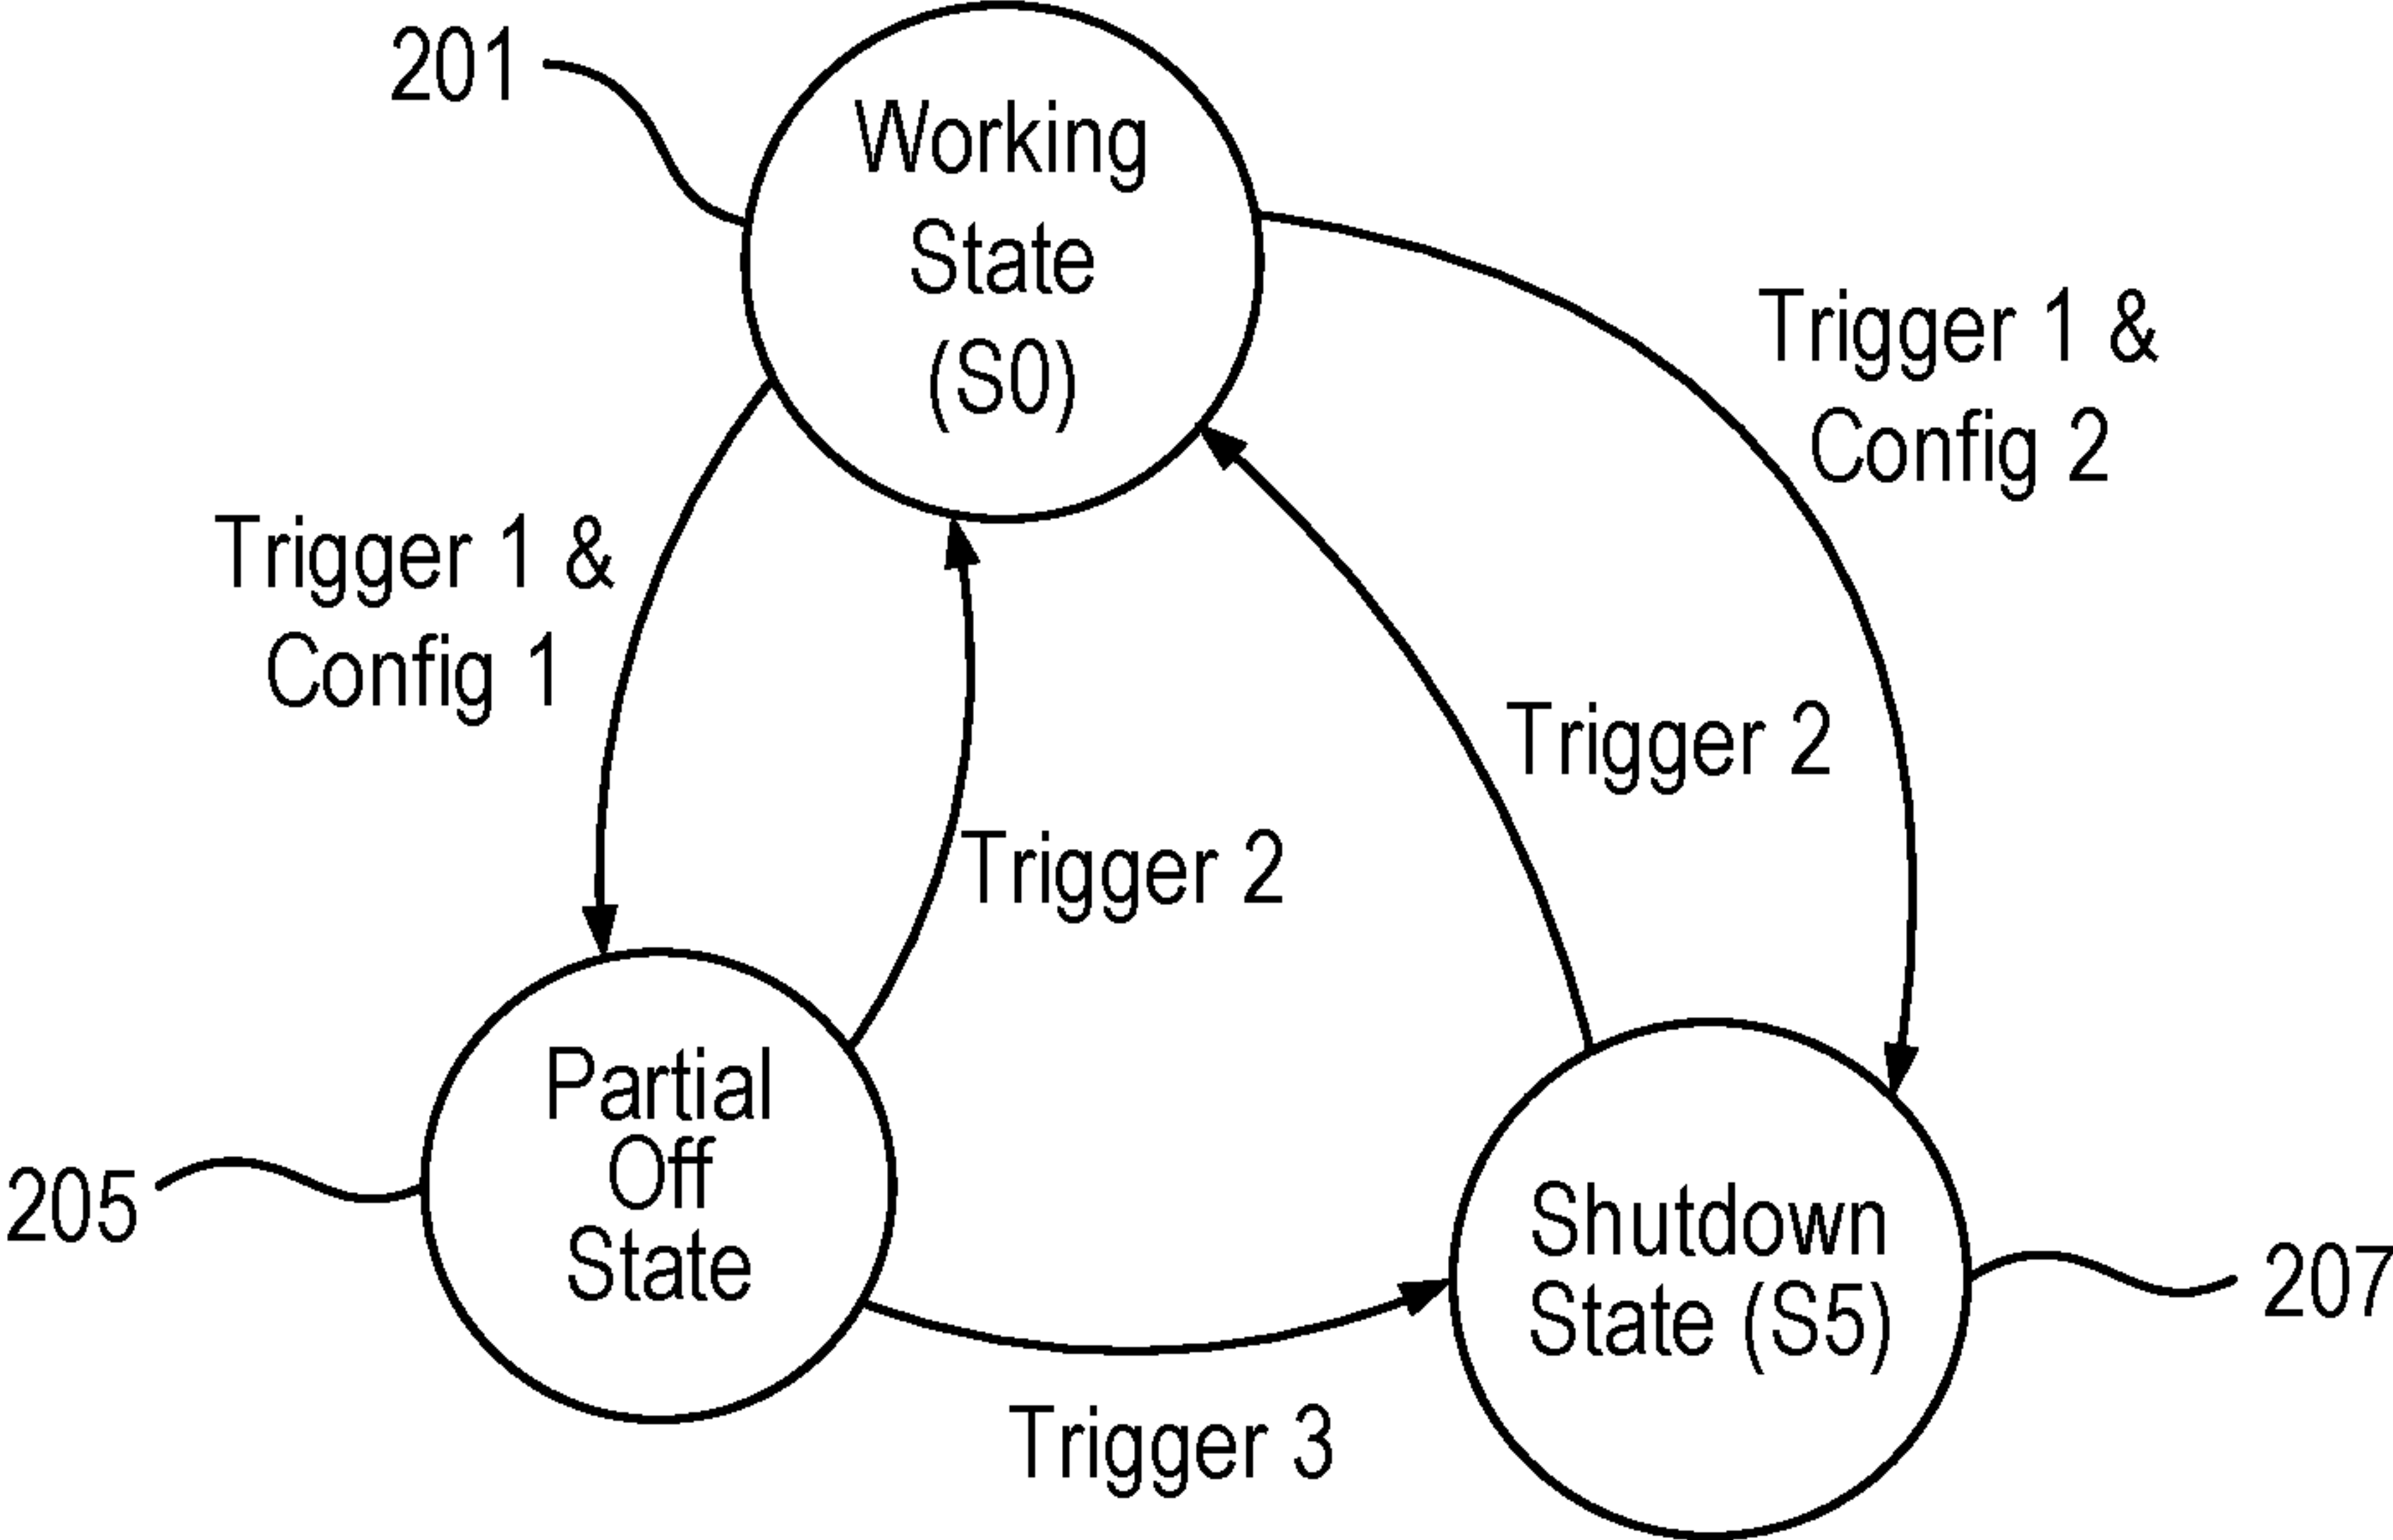 201
Working
State
(S0)
Trigger 1 &
Config 2
Trigger 1 &
Config 1
Trigger 2
Trigger 2
Partial
Off
State
205
Shutdown
State (S5)
207
Trigger 3